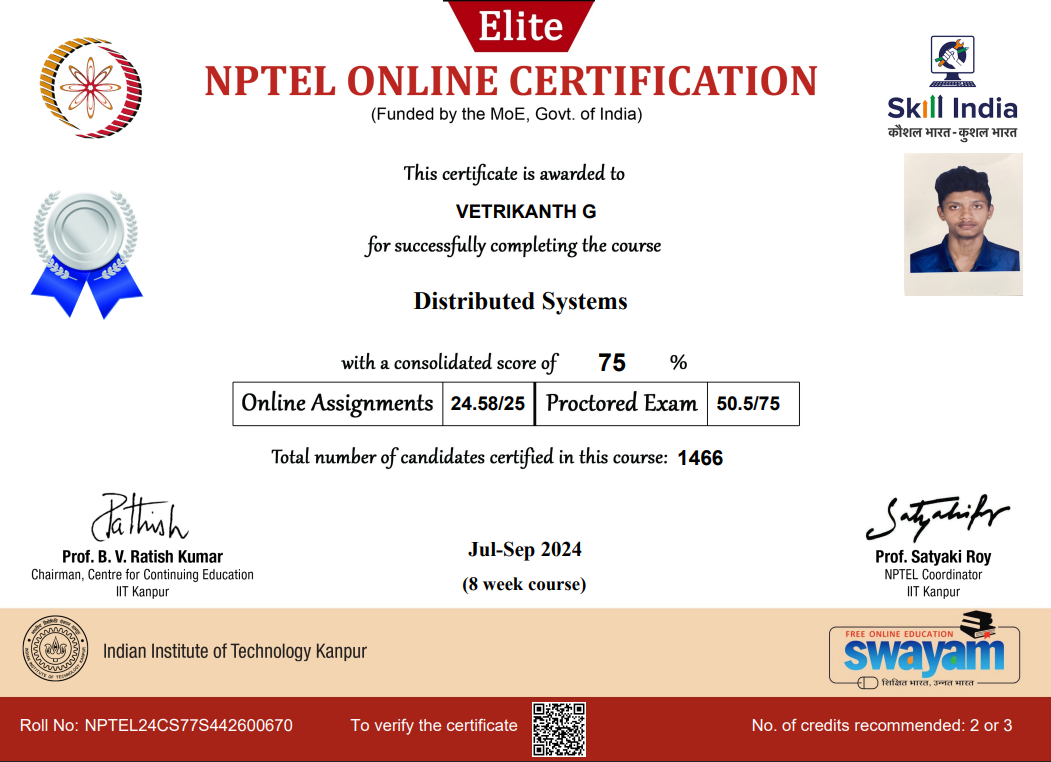 Elite
NPTEL ONLINE CERTIFICATION
(Funded by the MoE, Govt. of India)
Skill India
कौशल भारत - कुशल भारत
This certificate is awarded to
VETRIKANTH G
for successfully completing the course
Distributed Systems
with a consolidated score of 75 %
Online Assignments 24.58/25 Proctored Exam 50.5/75
Total number of candidates certified in this course: 1466
Prof. B. V. Ratish Kumar
Chairman, Centre for Continuing Education
IIT Kanpur
Jul-Sep 2024
(8 week course)
Prof. Satyaki Roy
NPTEL Coordinator
IIT Kanpur
Indian Institute of Technology Kanpur
FREE ONLINE EDUCATION
swayam
शिक्षित भारत, उन्नत भारत
Roll No: NPTEL24CS77S442600670
To verify the certificate
No. of credits recommended: 2 or 3